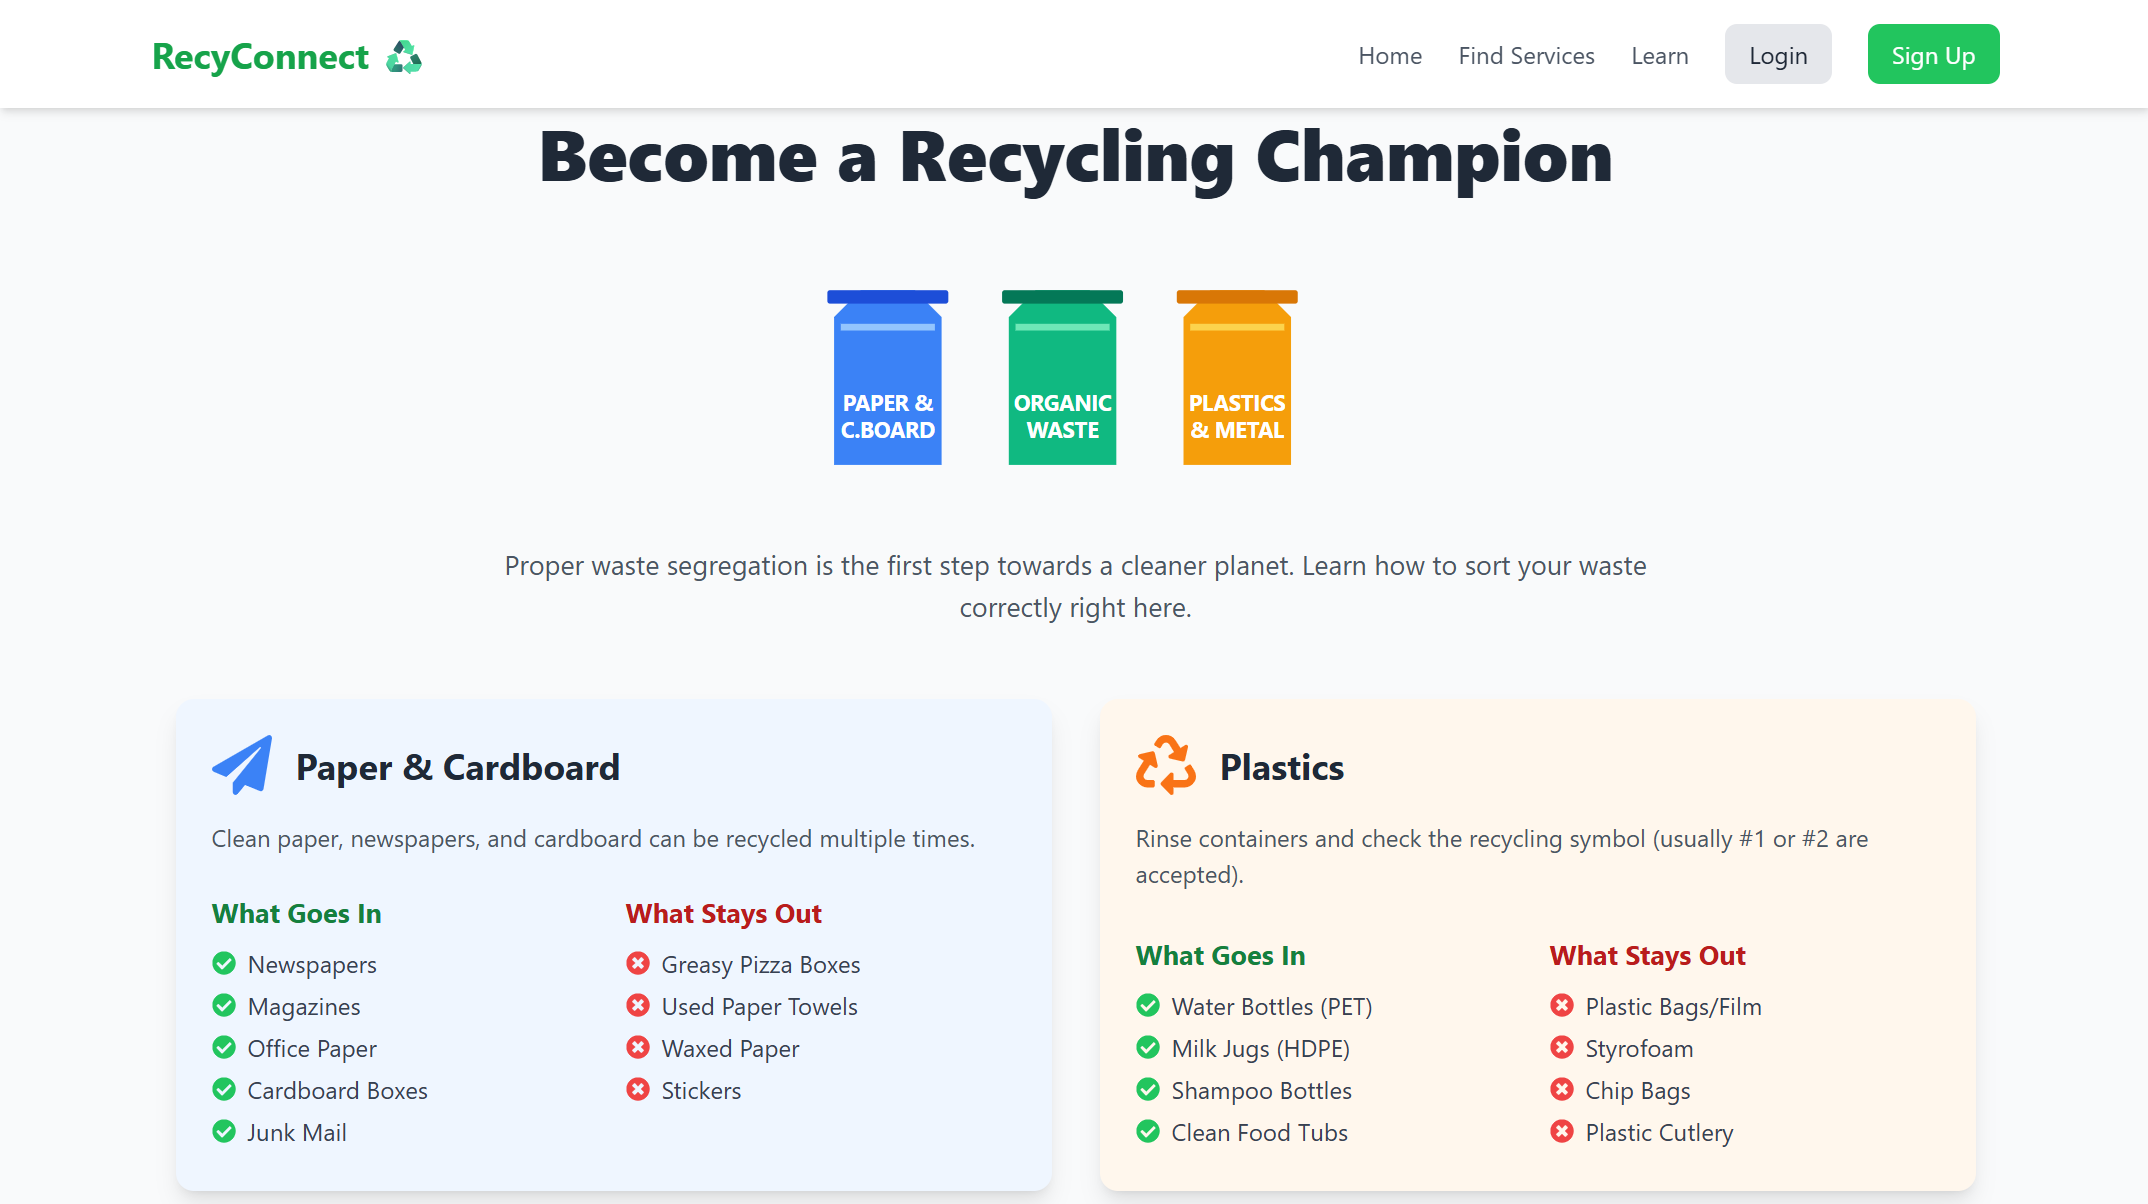 RecyConnect
Home
Find Services
Learn
Login
Sign Up
Become a Recycling Champion
PAPER &
C.BOARD
ORGANIC
WASTE
PLASTICS
& METAL
Proper waste segregation is the first step towards a cleaner planet. Learn how to sort your waste
correctly right here.
Paper & Cardboard
Clean paper, newspapers, and cardboard can be recycled multiple times.
What Goes In
Newspapers
Magazines
Office Paper
Cardboard Boxes
Junk Mail
What Stays Out
Greasy Pizza Boxes
Used Paper Towels
Waxed Paper
Stickers
Plastics
Rinse containers and check the recycling symbol (usually #1 or #2 are
accepted).
What Goes In
Water Bottles (PET)
Milk Jugs (HDPE)
Shampoo Bottles
Clean Food Tubs
What Stays Out
Plastic Bags/Film
Styrofoam
Chip Bags
Plastic Cutlery